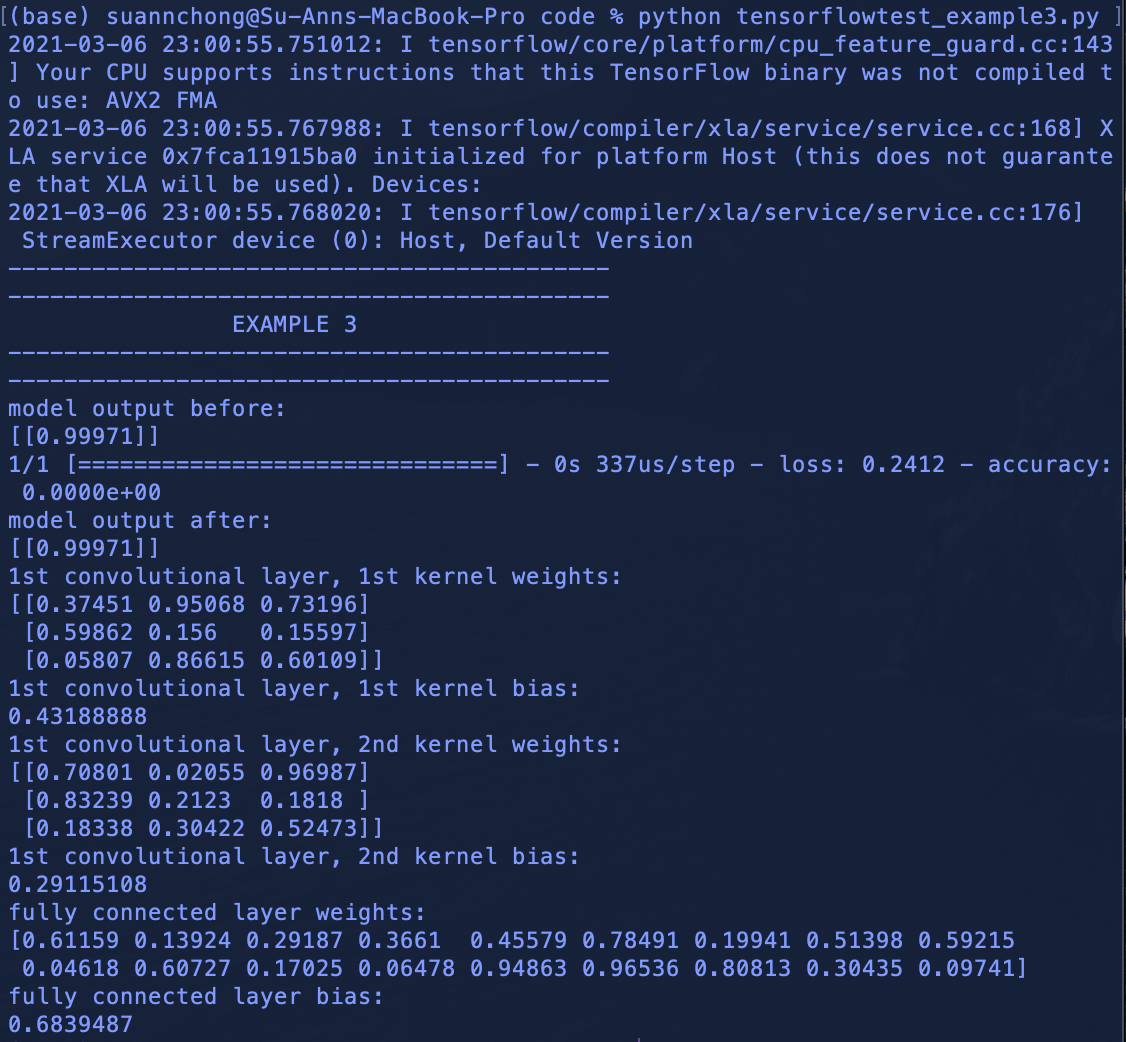 [(base) suannchong@Su-Anns-MacBook-Pro code % python tensorflowtest_example3.py ]
2021-03-06 23:00:55.751012: I tensorflow/core/platform/cpu_feature_guard.cc:143
] Your CPU supports instructions that this TensorFlow binary was not compiled t
o use: AVX2 FMA
2021-03-06 23:00:55.767988: I tensorflow/compiler/xla/service/service.cc:168] X
LA service 0x7fca11915ba0 initialized for platform Host (this does not guarante
e that XLA will be used). Devices:
2021-03-06 23:00:55.768020: I tensorflow/compiler/xla/service/service.cc:176]
 StreamExecutor device (0): Host, Default Version
-------------------------------------------
-------------------------------------------
                EXAMPLE 3
-------------------------------------------
-------------------------------------------
model output before:
[[0.99971]]
1/1 [==============================] - 0s 337us/step - loss: 0.2412 - accuracy:
 0.0000e+00
model output after:
[[0.99971]]
1st convolutional layer, 1st kernel weights:
[[0.37451 0.95068 0.73196]
 [0.59862 0.156   0.15597]
 [0.05807 0.86615 0.60109]]
1st convolutional layer, 1st kernel bias:
0.43188888
1st convolutional layer, 2nd kernel weights:
[[0.70801 0.02055 0.96987]
 [0.83239 0.2123  0.1818 ]
 [0.18338 0.30422 0.52473]]
1st convolutional layer, 2nd kernel bias:
0.29115108
fully connected layer weights:
[0.61159 0.13924 0.29187 0.3661  0.45579 0.78491 0.19941 0.51398 0.59215
 0.04618 0.60727 0.17025 0.06478 0.94863 0.96536 0.80813 0.30435 0.09741]
fully connected layer bias:
0.6839487